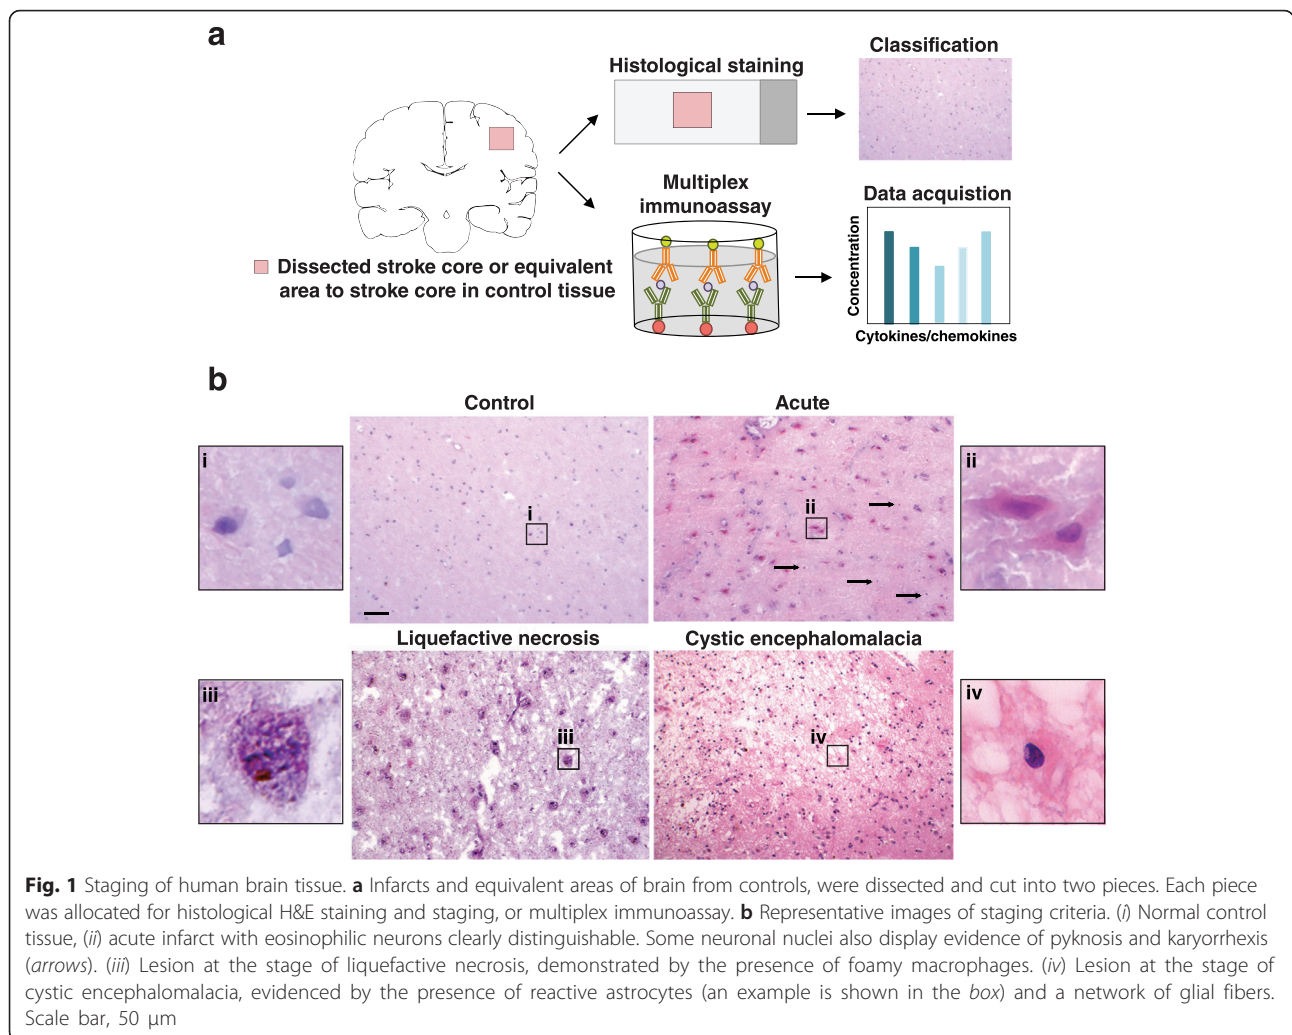 a
Classification
Histological staining
Multiplex
immunoassay
Data acquistion
Dissected stroke core or equivalent
area to stroke core in control tissue
Concentration
Cytokines/chemokines
b
Control
Acute
i
i
ii
ii
Liquefactive necrosis
Cystic encephalomalacia
iii
iii
iv
iv
Fig. 1 Staging of human brain tissue. a Infarcts and equivalent areas of brain from controls, were dissected and cut into two pieces. Each piece
was allocated for histological H&E staining and staging, or multiplex immunoassay. b Representative images of staging criteria. (i) Normal control
tissue, (ii) acute infarct with eosinophilic neurons clearly distinguishable. Some neuronal nuclei also display evidence of pyknosis and karyorrhexis
(arrows). (iii) Lesion at the stage of liquefactive necrosis, demonstrated by the presence of foamy macrophages. (iv) Lesion at the stage of
cystic encephalomalacia, evidenced by the presence of reactive astrocytes (an example is shown in the box) and a network of glial fibers.
Scale bar, 50 μm